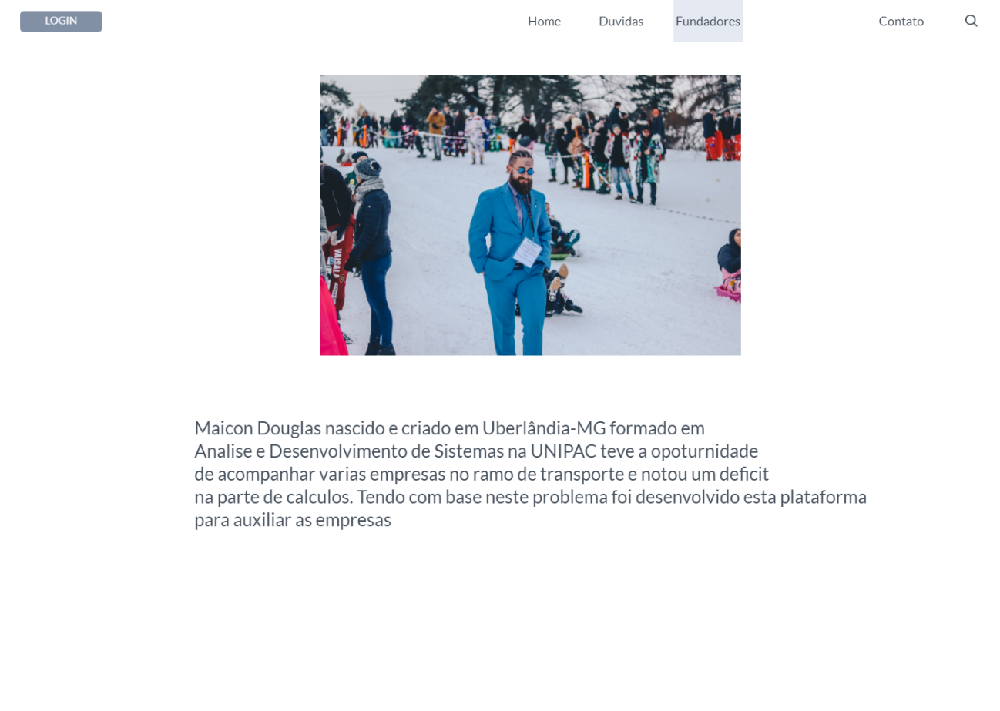 LOGIN
Home
Duvidas
Fundadores
Contato
VAISALA
Maicon Douglas nascido e criado em Uberlândia-MG formado em
Analise e Desenvolvimento de Sistemas na UNIPAC teve a opoturnidade
de acompanhar varias empresas no ramo de transporte e notou um deficit
na parte de calculos. Tendo com base neste problema foi desenvolvido esta plataforma
para auxiliar as empresas